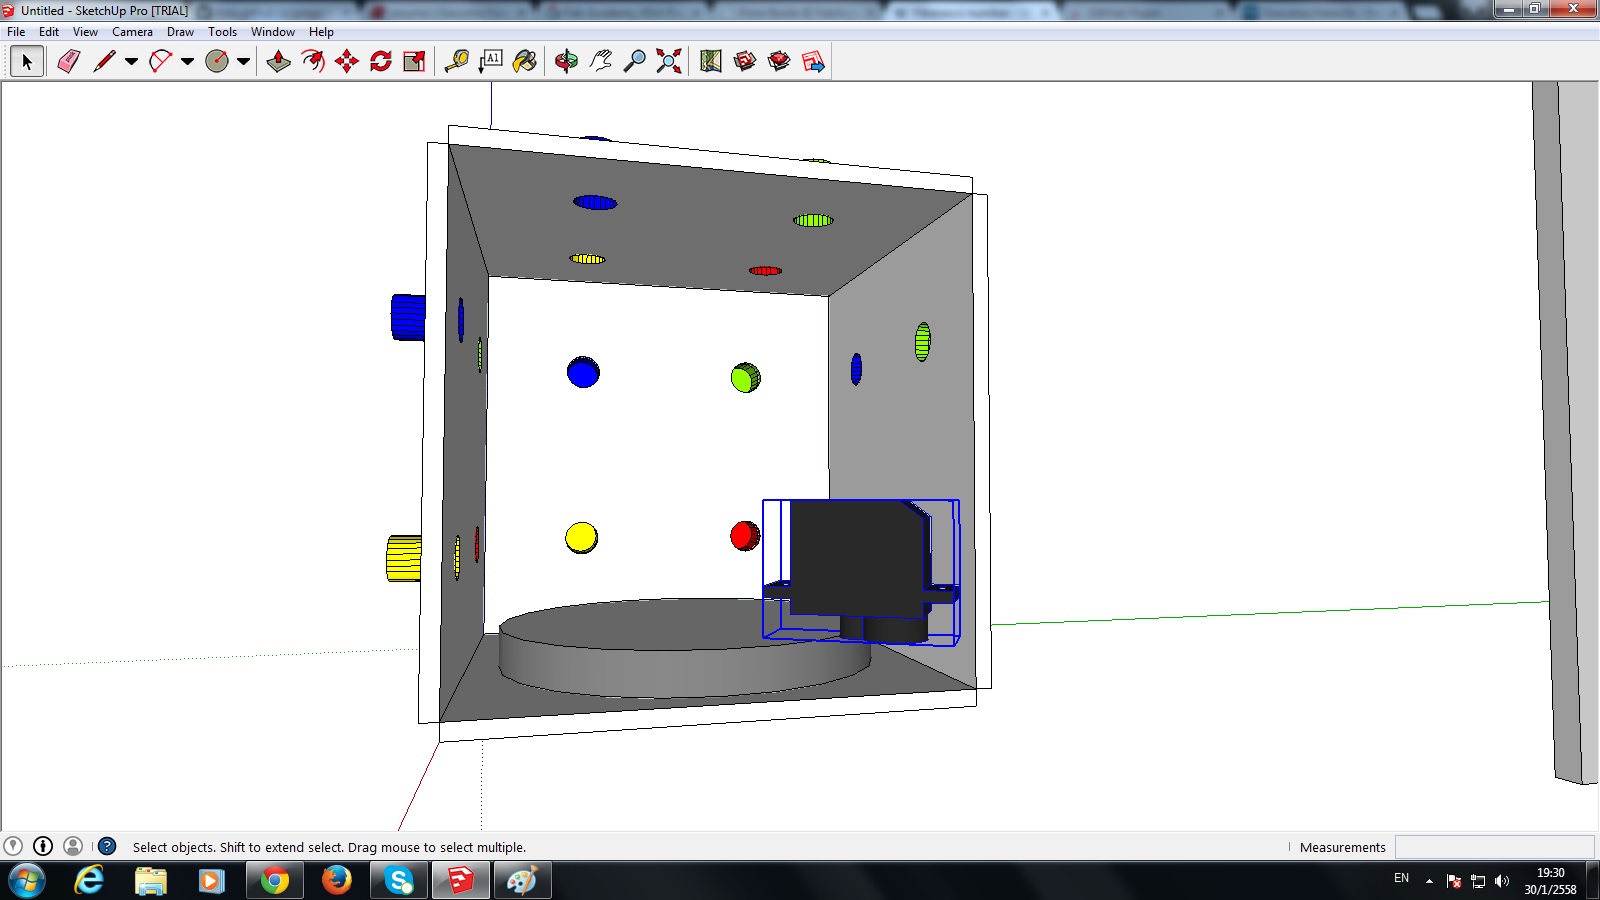 Untitled - SketchUp Pro [TRIAL]
File Edit View Camera Draw Tools Window Help
A1
Select objects. Shift to extend select. Drag mouse to select multiple.
Measurements
EN
19:30
30/1/2558